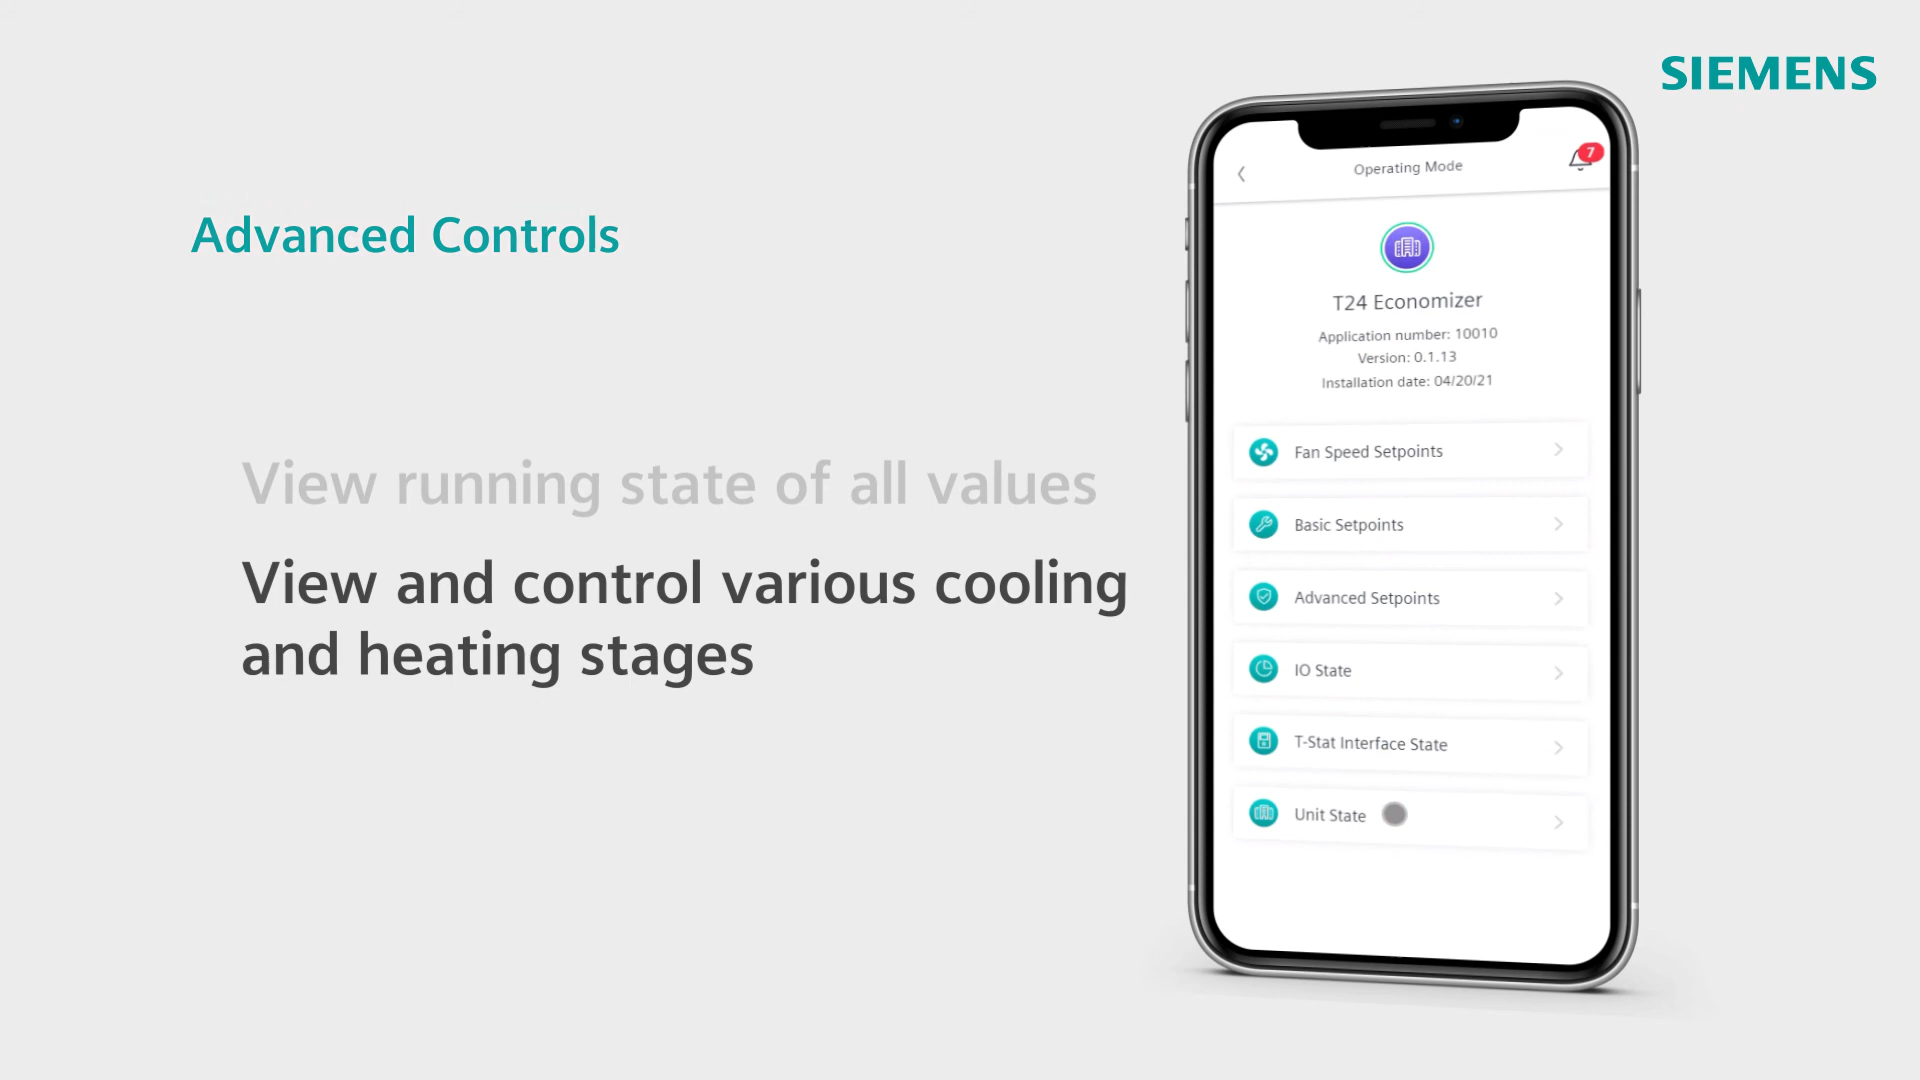 SIEMENS
Advanced Controls
View running state of all values
View and control various cooling
and heating stages
Operating Mode
7
T24 Economizer
Application number: 10010
Version: 0.1.13
Installation date: 04/20/21
Fan Speed Setpoints
Basic Setpoints
Advanced Setpoints
IO State
T-Stat Interface State
Unit State